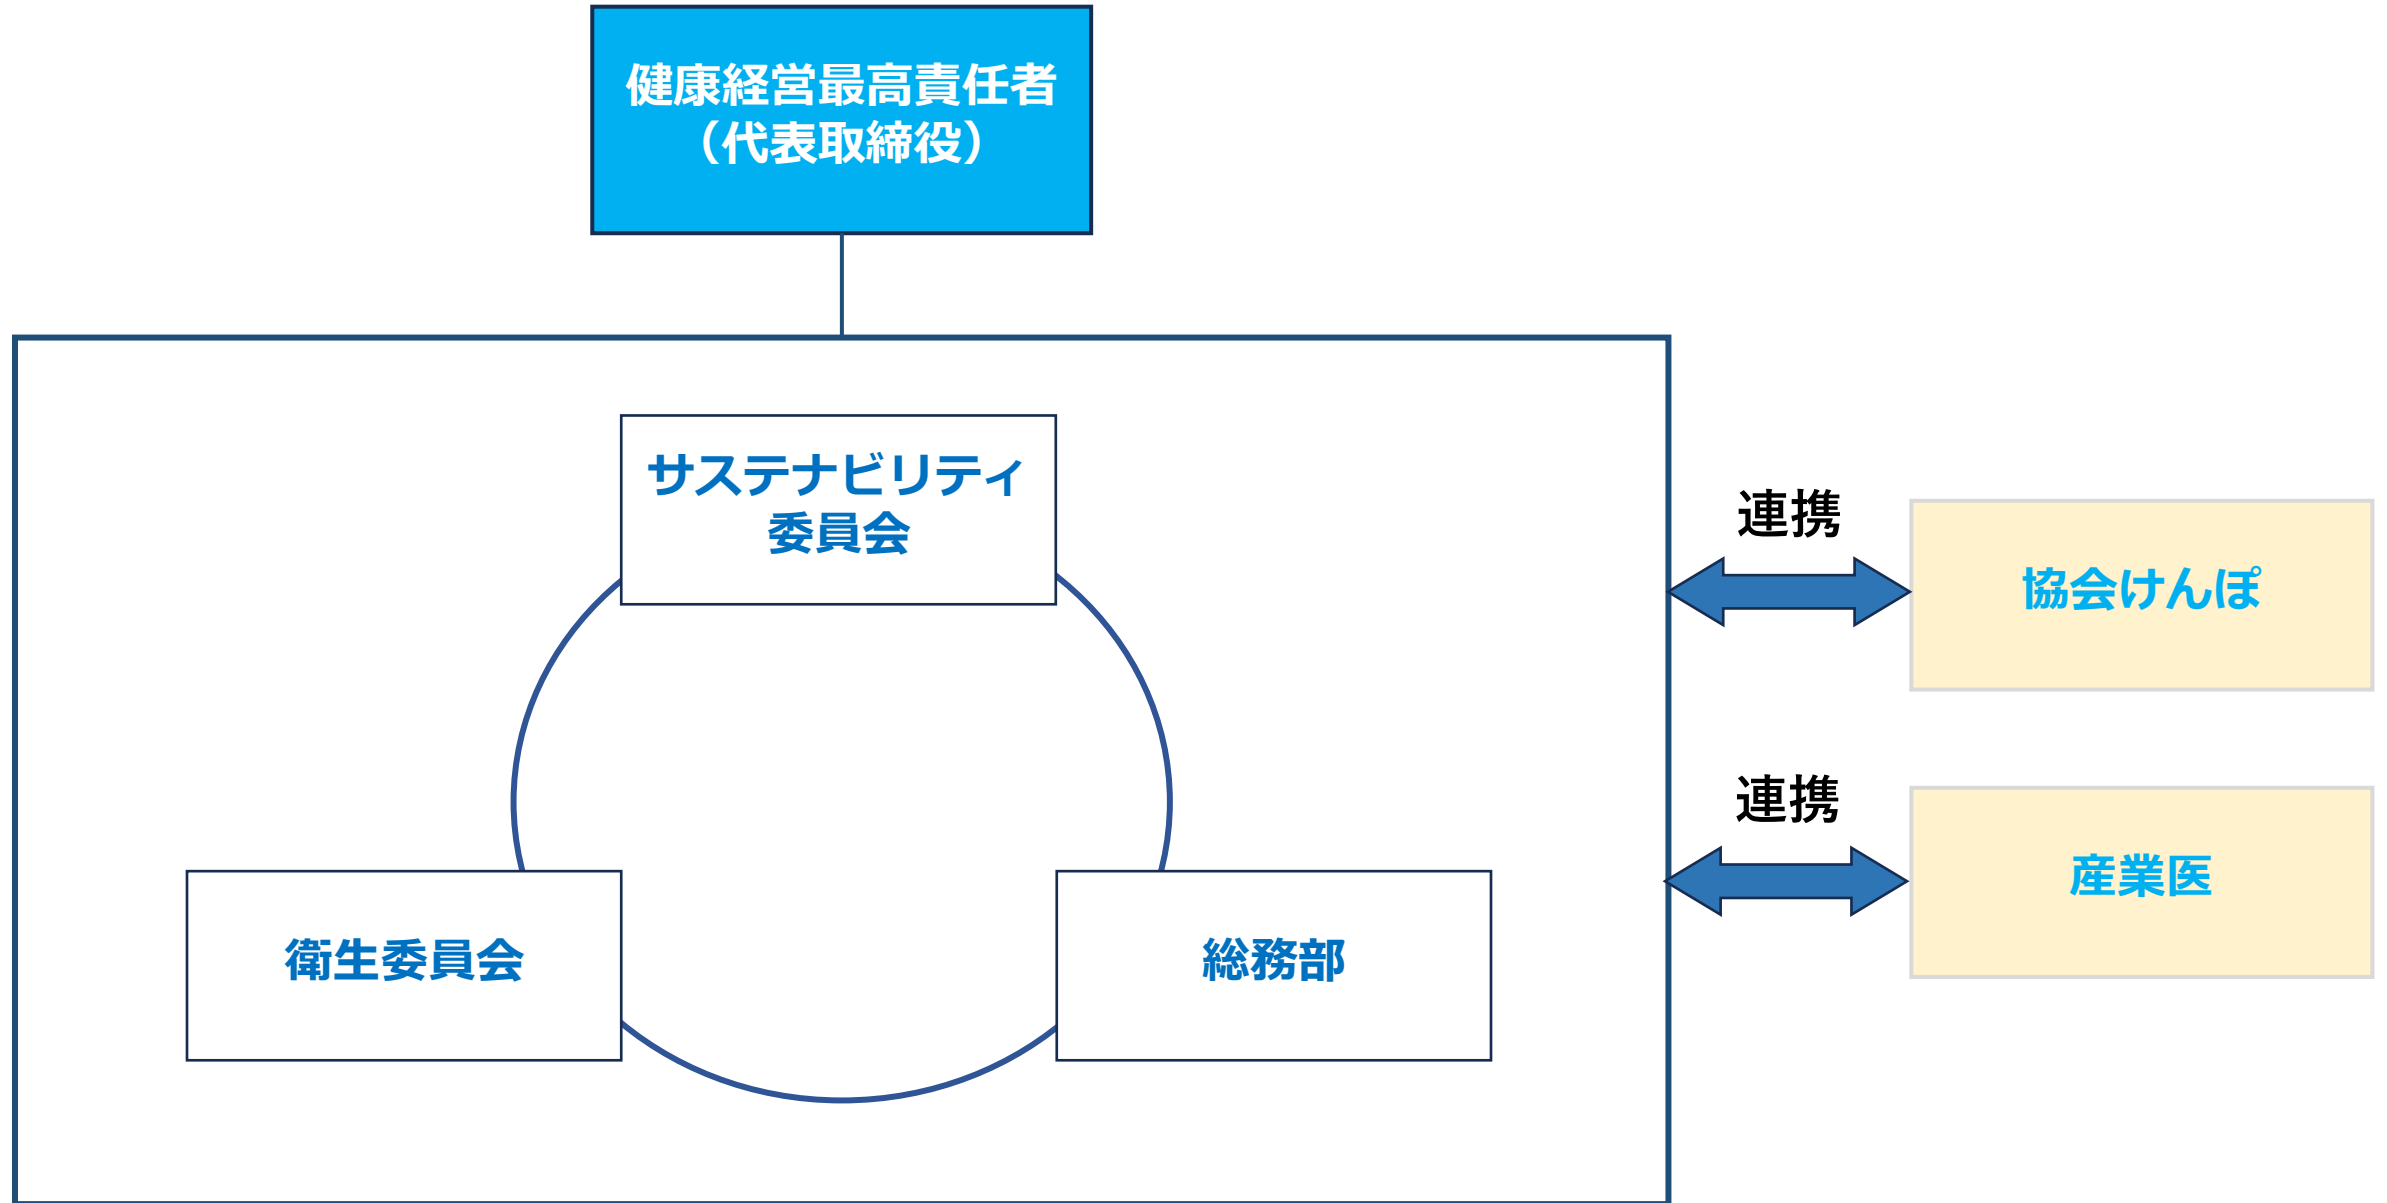 健康経営最高責任者
（代表取締役）
サステナビリティ
委員会
連携
協会けんぽ
連携
産業医
衛生委員会
総務部